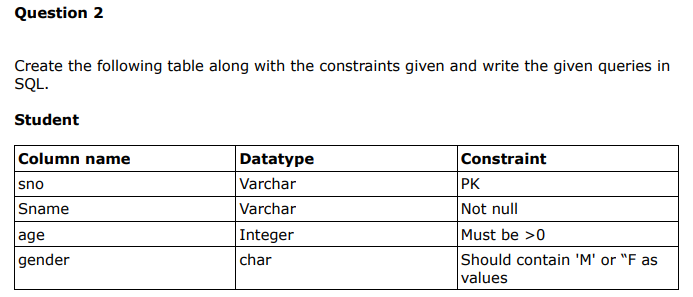 Question 2
Create the following table along with the constraints given and write the given queries in
SQL.
Student
Column name Datatype Constraint
sno Varchar PK
Sname Varchar Not null
age Integer Must be >0
gender char Should contain 'M' or “F as
values